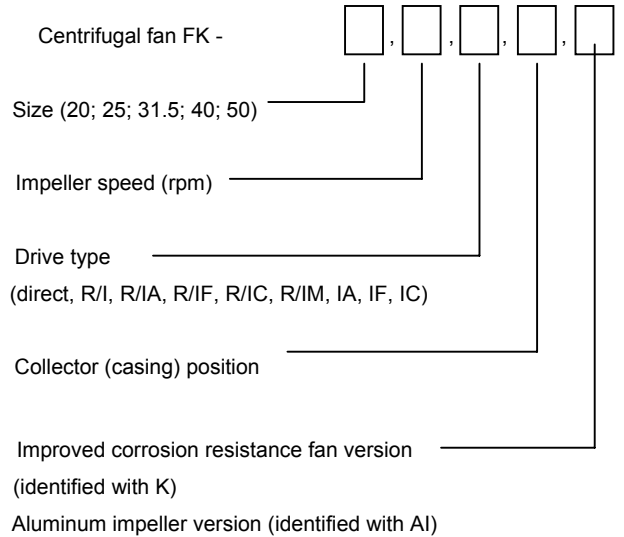 Centrifugal fan FK - , , , ,
Size (20; 25; 31.5; 40; 50)
Impeller speed (rpm)
Drive type
(direct, R/I, R/IA, R/IF, R/IC, R/IM, IA, IF, IC)
Collector (casing) position
Improved corrosion resistance fan version
(identified with K)
Aluminum impeller version (identified with Al)